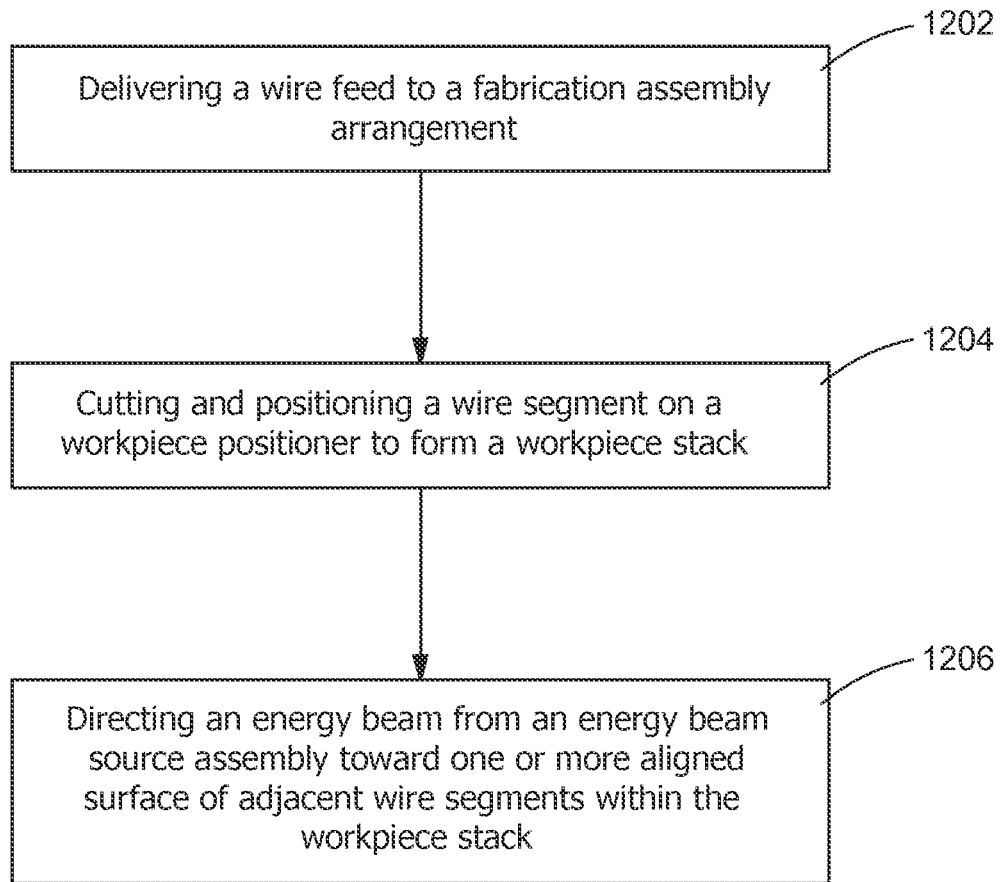 1202
Delivering a wire feed to a fabrication assembly
arrangement
1204
Cutting and positioning a wire segment on a
workpiece positioner to form a workpiece stack
1206
Directing an energy beam from an energy beam
source assembly toward one or more aligned
surface of adjacent wire segments within the
workpiece stack